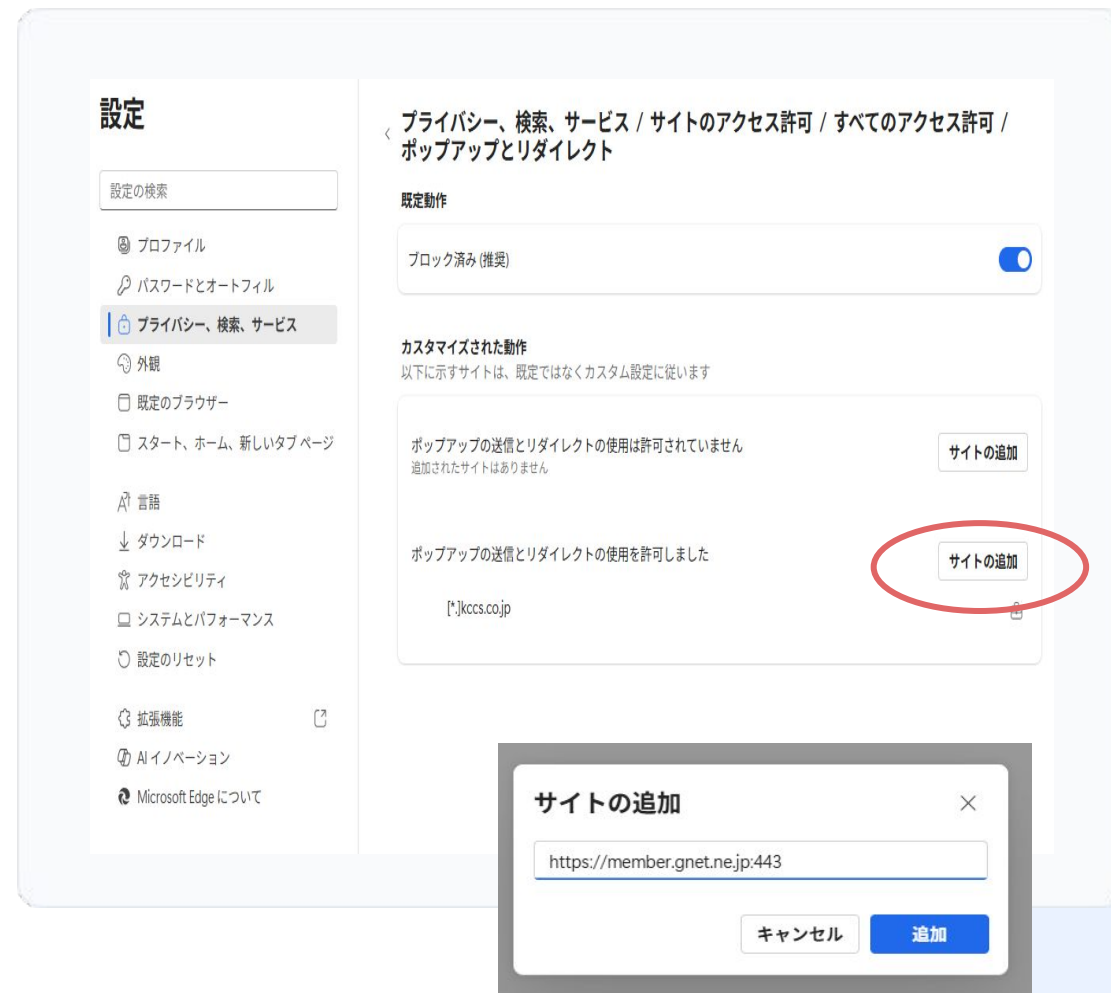 設定
設定の検索
プロファイル
パスワードとオートフィル
プライバシー、検索、サービス
外観
既定のブラウザー
スタート、ホーム、新しいタブ ページ
言語
ダウンロード
アクセシビリティ
システムとパフォーマンス
設定のリセット
拡張機能
AI イノベーション
Microsoft Edge について
プライバシー、検索、サービス / サイトのアクセス許可 / すべてのアクセス許可 /
ポップアップとリダイレクト
既定動作
ブロック済み (推奨)
カスタマイズされた動作
以下に示すサイトは、既定ではなくカスタム設定に従います
ポップアップの送信とリダイレクトの使用は許可されていません
追加されたサイトはありません
サイトの追加
ポップアップの送信とリダイレクトの使用を許可しました
サイトの追加
[*.]kccs.co.jp
サイトの追加
https://member.gnet.ne.jp:443
キャンセル
追加